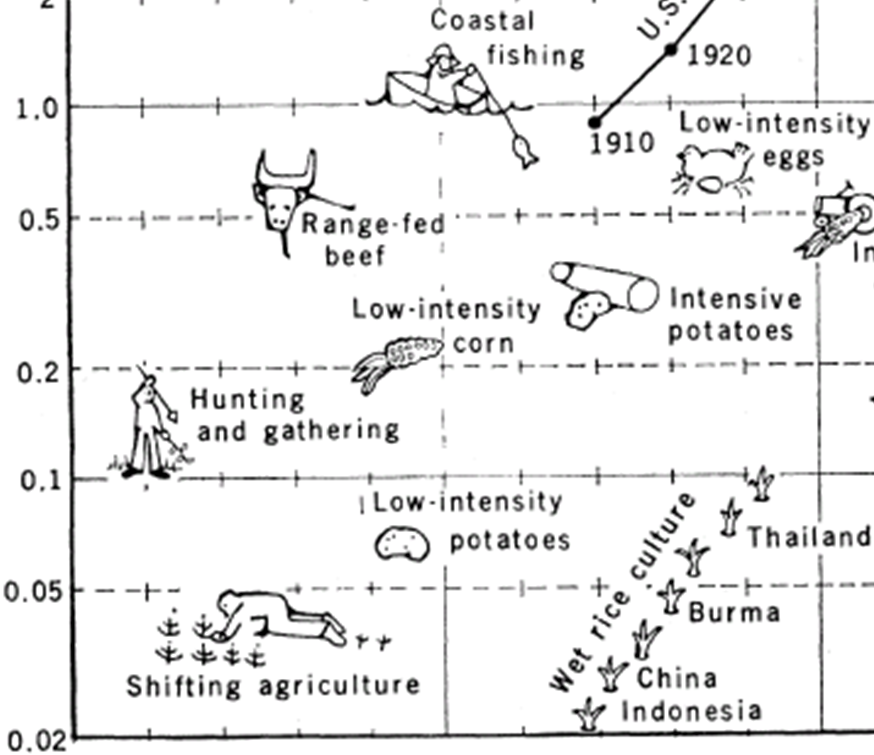 2
Coastal
fishing
U.S.
1920
1.0
1910
Low-intensity
eggs
0.5
Range-fed
beef
In
Low-intensity
corn
Intensive
potatoes
0.2
Hunting
and gathering
0.1
Low-intensity
potatoes
Wet rice culture
Thailand
0.05
Burma
Shifting agriculture
China
Indonesia
0.02